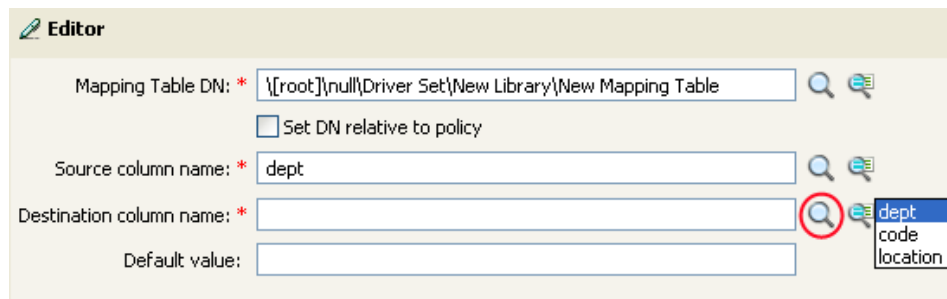 Editor
Mapping Table DN: * \[root]\null\Driver Set\New Library\New Mapping Table
Set DN relative to policy
Source column name: * dept
Destination column name: *
dept
code
location
Default value: